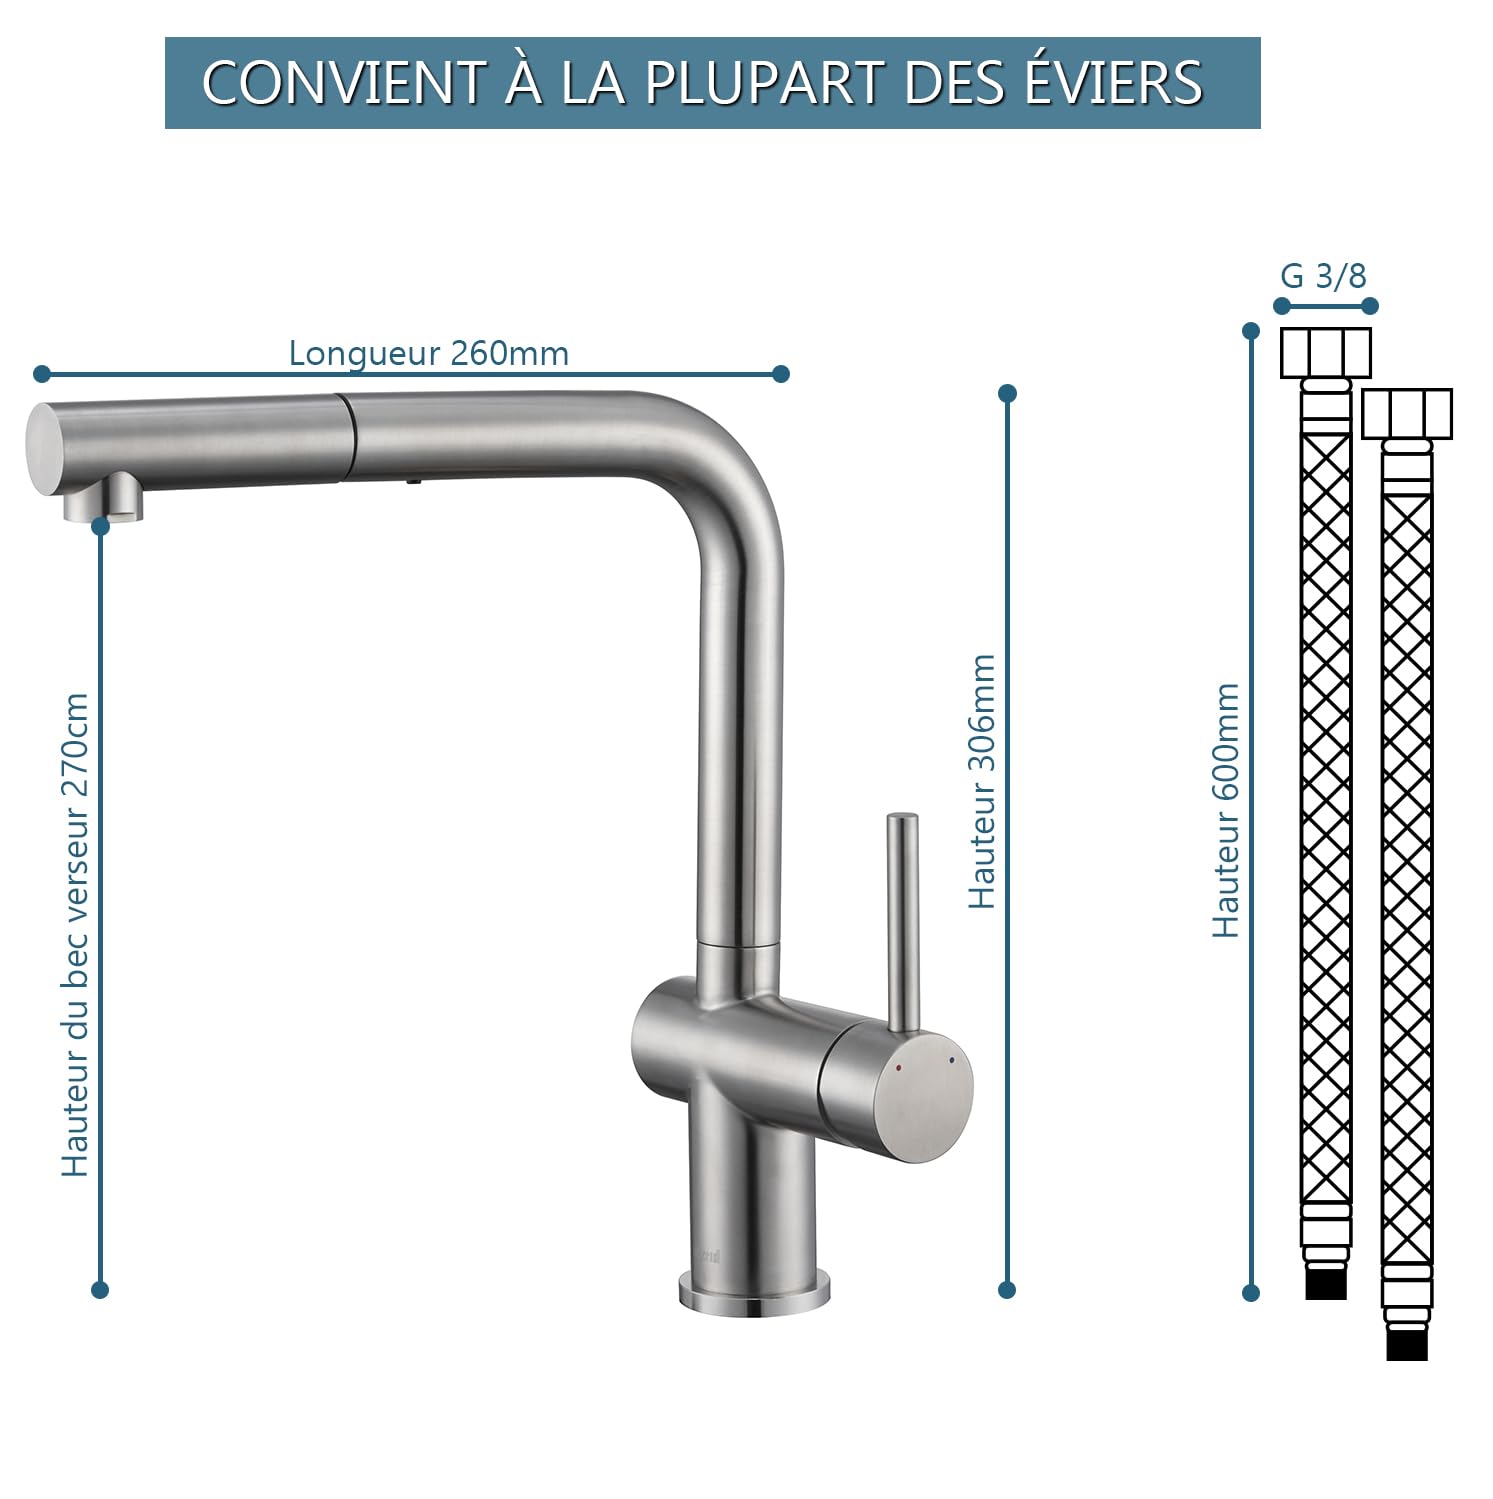 CONVIENT À LA PLUPART DES ÉVIERS
G 3/8
Longueur 260mm
Hauteur du bec verseur 270cm
Hauteur 306mm
Hauteur 600mm